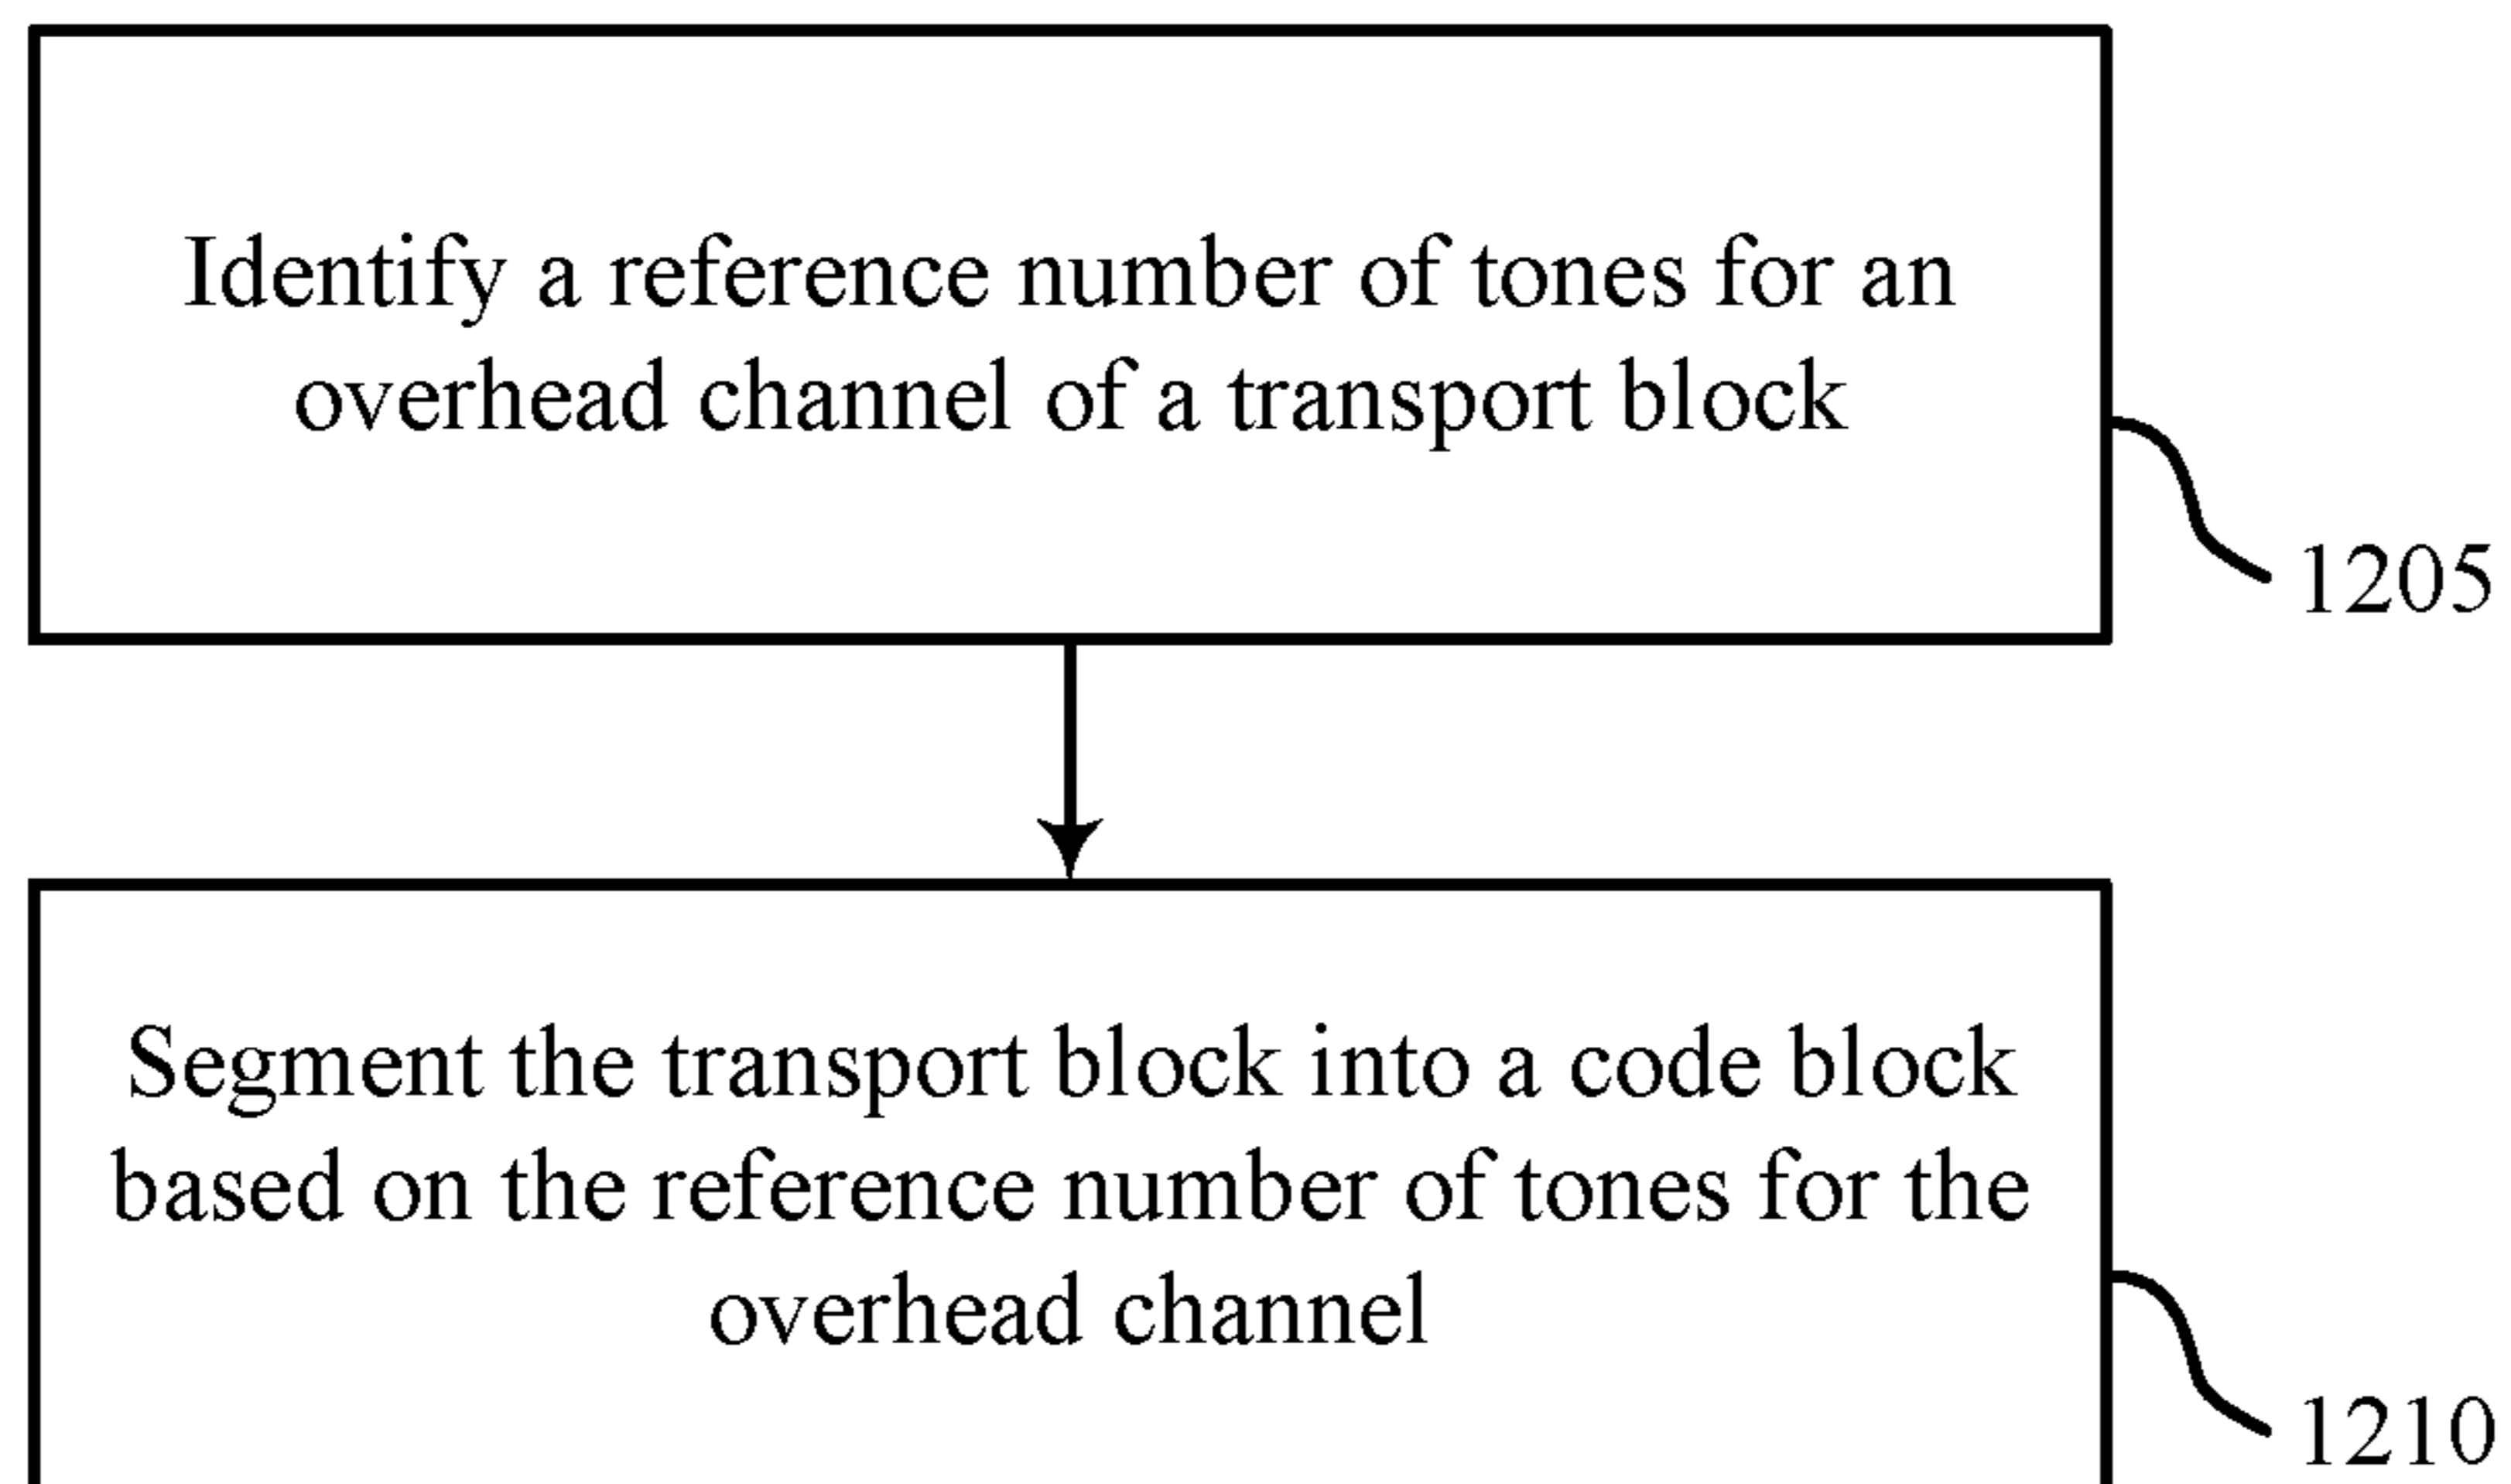 Identify a reference number of tones for an
overhead channel of a transport block
1205
Segment the transport block into a code block
based on the reference number of tones for the
overhead channel
1210